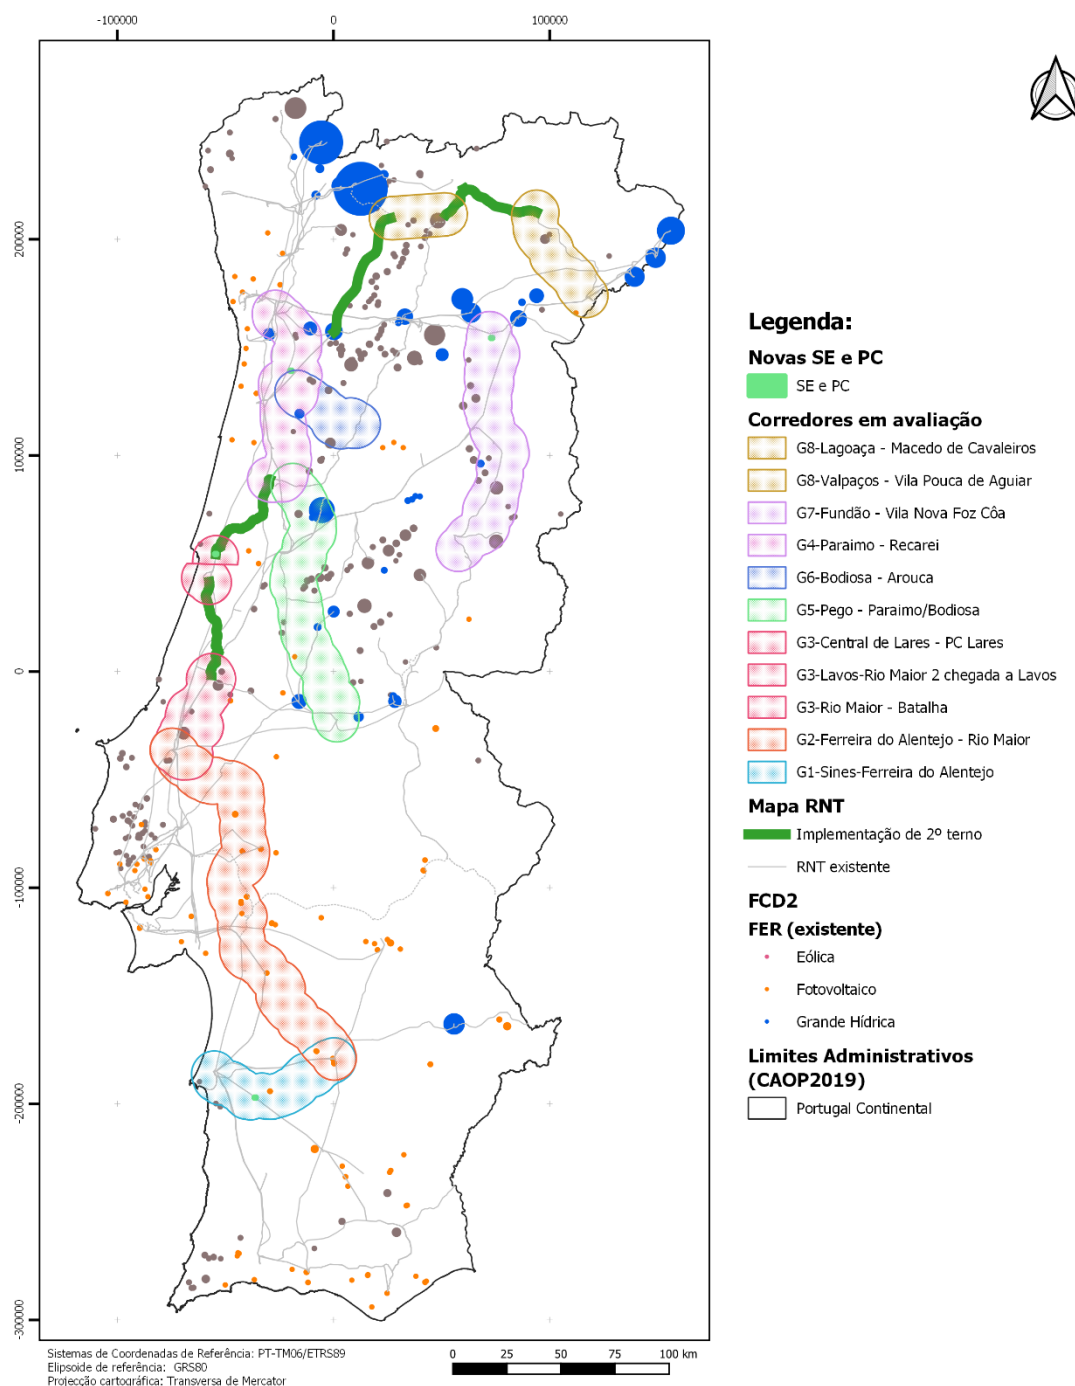 -100000
0
100000
200000
100000
0
-100000
-200000
-300000
Legenda:
Novas SE e PC
SE e PC
Corredores em avaliação
G8-Lagoaça - Macedo de Cavaleiros
G8-Valpaços - Vila Pouca de Aguiar
G7-Fundão - Vila Nova Foz Côa
G4-Paraimo - Recarei
G6-Bodiosa - Arouca
G5-Pego - Paraimo/Bodiosa
G3-Central de Lares - PC Lares
G3-Lavos-Rio Maior 2 chegada a Lavos
G3-Rio Maior - Batalha
G2-Ferreira do Alentejo - Rio Maior
G1-Sines-Ferreira do Alentejo
Mapa RNT
Implementação de 2º terno
RNT existente
FCD2
FER (existente)
Eólica
Fotovoltaico
Grande Hídrica
Limites Administrativos
(CAOP2019)
Portugal Continental
Sistemas de Coordenadas de Referência: PT-TM06/ETRS89
Elipsoide de referência: GRS80
Projecção cartográfica: Transversa de Mercator
0 25 50 75 100 km